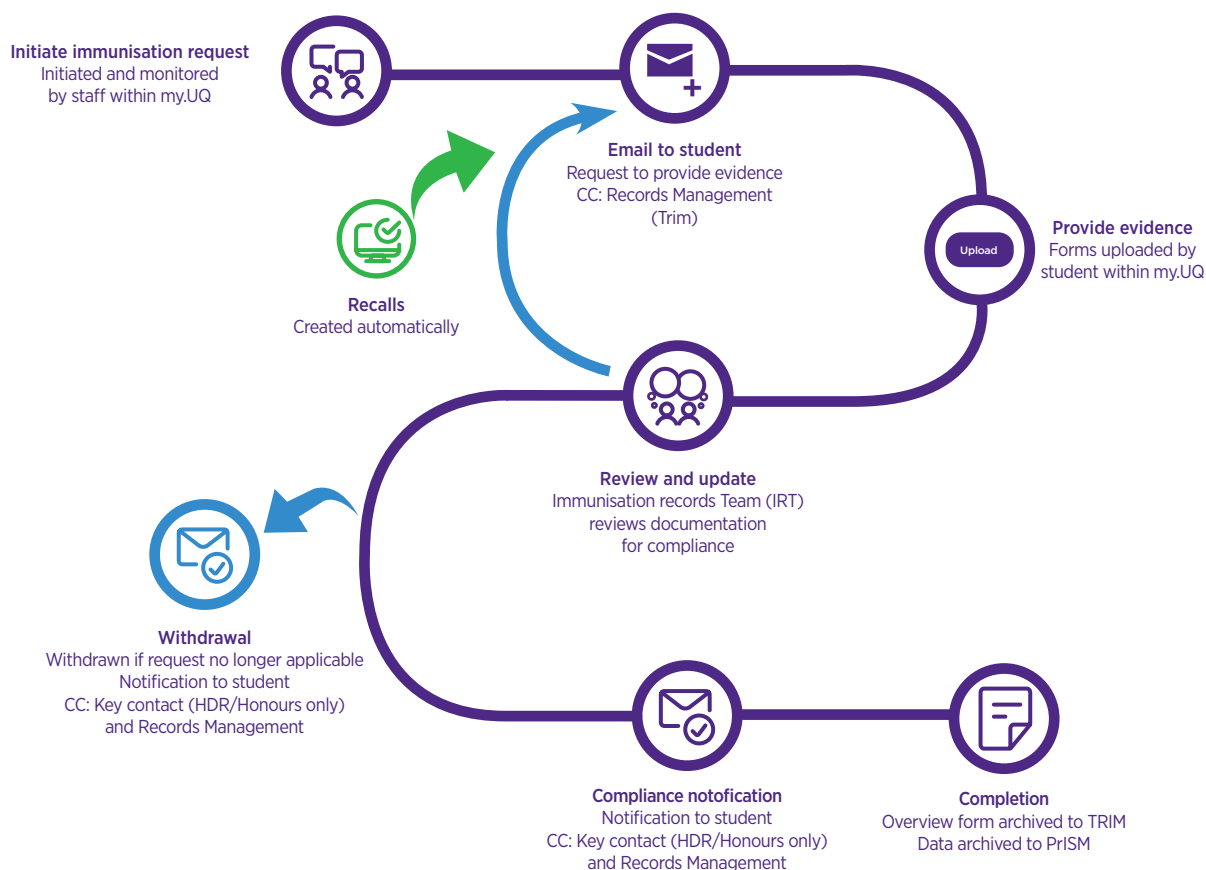 Initiate immunisation request
Initiated and monitored
by staff within my.UQ
Email to student
Request to provide evidence
CC: Records Management
(Trim)
Upload
Provide evidence
Forms uploaded by
student within my.UQ
Recalls
Created automatically
Review and update
Immunisation records Team (IRT)
reviews documentation
for compliance
Withdrawal
Withdrawn if request no longer applicable
Notification to student
CC: Key contact (HDR/Honours only)
and Records Management
Compliance notofication
Notification to student
CC: Key contact (HDR/Honours only)
and Records Management
Completion
Overview form archived to TRIM
Data archived to PrISM